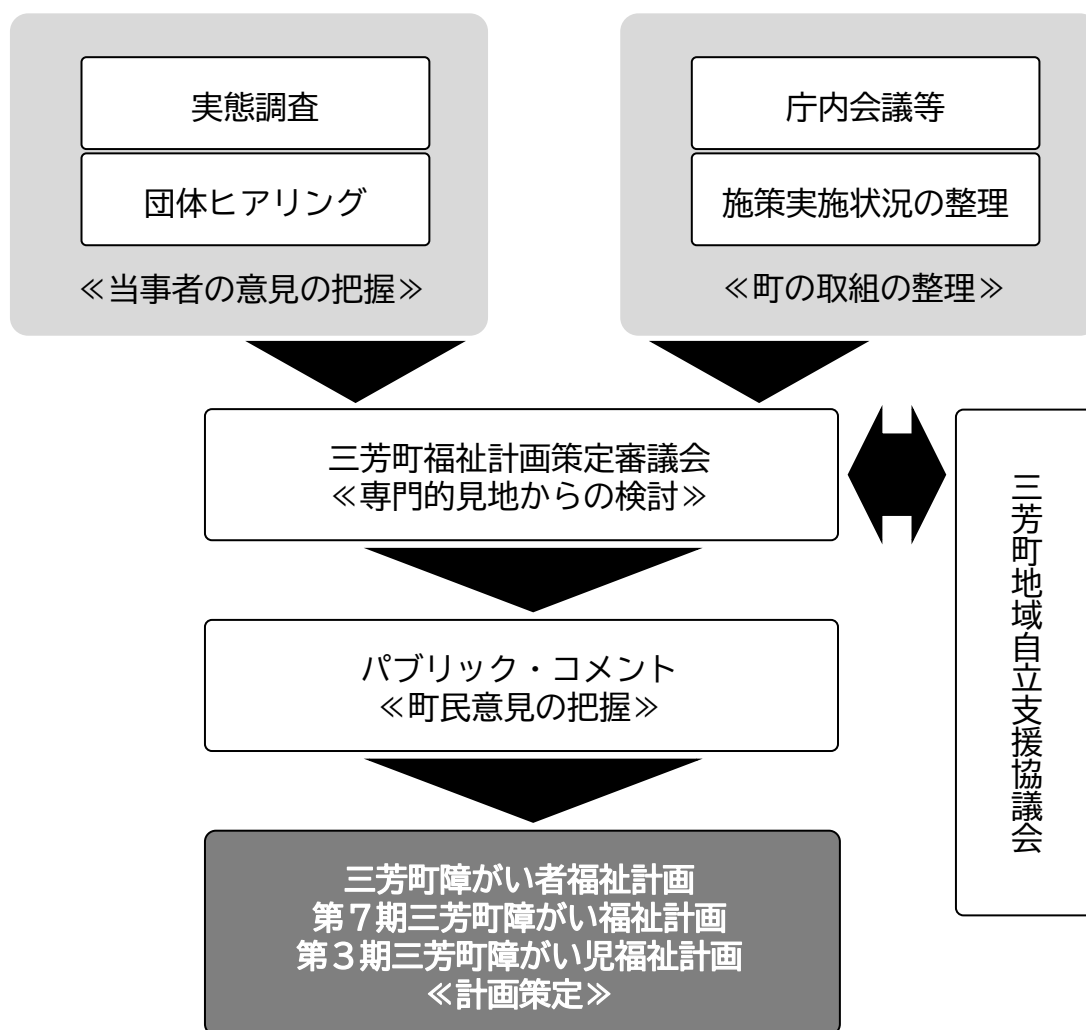 実態調査
団体ヒアリング
≪当事者の意見の把握≫
庁内会議等
施策実施状況の整理
≪町の取組の整理≫
三芳町福祉計画策定審議会
≪専門的見地からの検討≫
三芳町地域自立支援協議会
パブリック・コメント
≪町民意見の把握≫
三芳町障がい者福祉計画
第７期三芳町障がい福祉計画
第３期三芳町障がい児福祉計画
≪計画策定≫